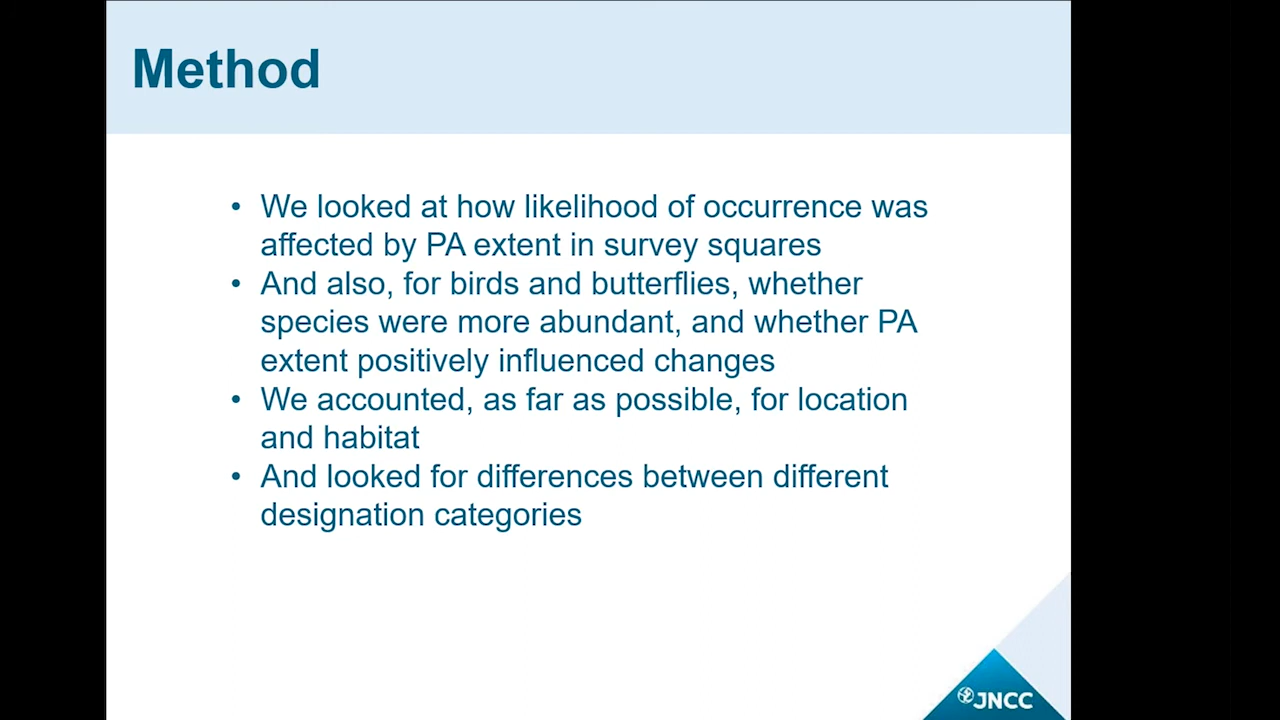 Method
• We looked at how likelihood of occurrence was
affected by PA extent in survey squares
• And also, for birds and butterflies, whether
species were more abundant, and whether PA
extent positively influenced changes
• We accounted, as far as possible, for location
and habitat
• And looked for differences between different
designation categories
JNCC